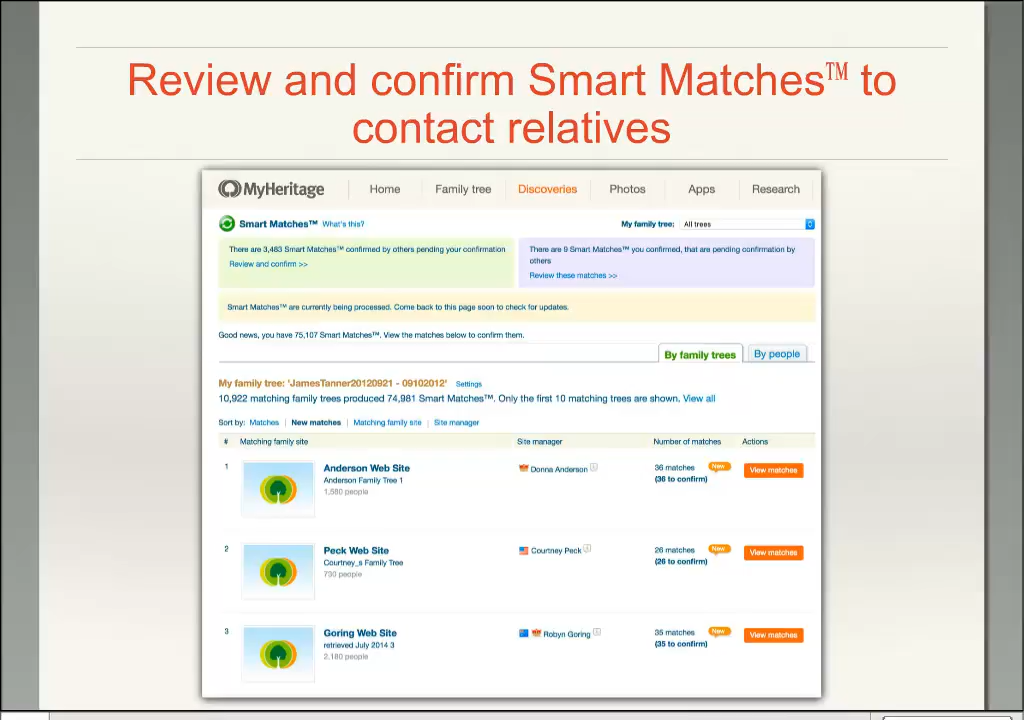 Review and confirm Smart Matches™ to
contact relatives
MyHeritage Home Family tree Discoveries Photos Apps Research
Smart Matches™ What's this? My family tree: All trees
There are 3,483 Smart Matches™ confirmed by others pending your confirmation
Review and confirm >>
There are 9 Smart Matches™ you confirmed, that are pending confirmation by
others
Review these matches >>
Smart Matches™ are currently being processed. Come back to this page soon to check for updates.
Good news, you have 75,107 Smart Matches™. View the matches below to confirm them.
By family trees By people
My family tree: 'JamesTanner20120921 - 09102012' Settings
10,922 matching family trees produced 74,981 Smart Matches™. Only the first 10 matching trees are shown. View all
Sort by: Matches | New matches | Matching family site | Site manager
# Matching family site Site manager Number of matches Actions
1 Anderson Web Site Donna Anderson 36 matches New View matches
Anderson Family Tree 1 (36 to confirm)
1,580 people
2 Peck Web Site Courtney Peck 26 matches New View matches
Courtney_s Family Tree (26 to confirm)
730 people
3 Goring Web Site Robyn Goring 35 matches New View matches
retrieved July 2014 3 (35 to confirm)
2,180 people